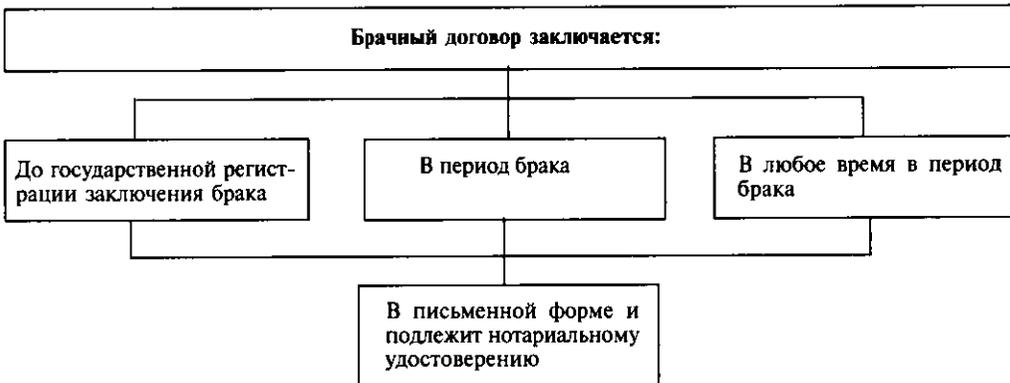 Брачный договор заключается:
До государственной регист-
рации заключения брака
В период брака
В любое время в период
брака
В письменной форме и
подлежит нотариальному
удостоверению